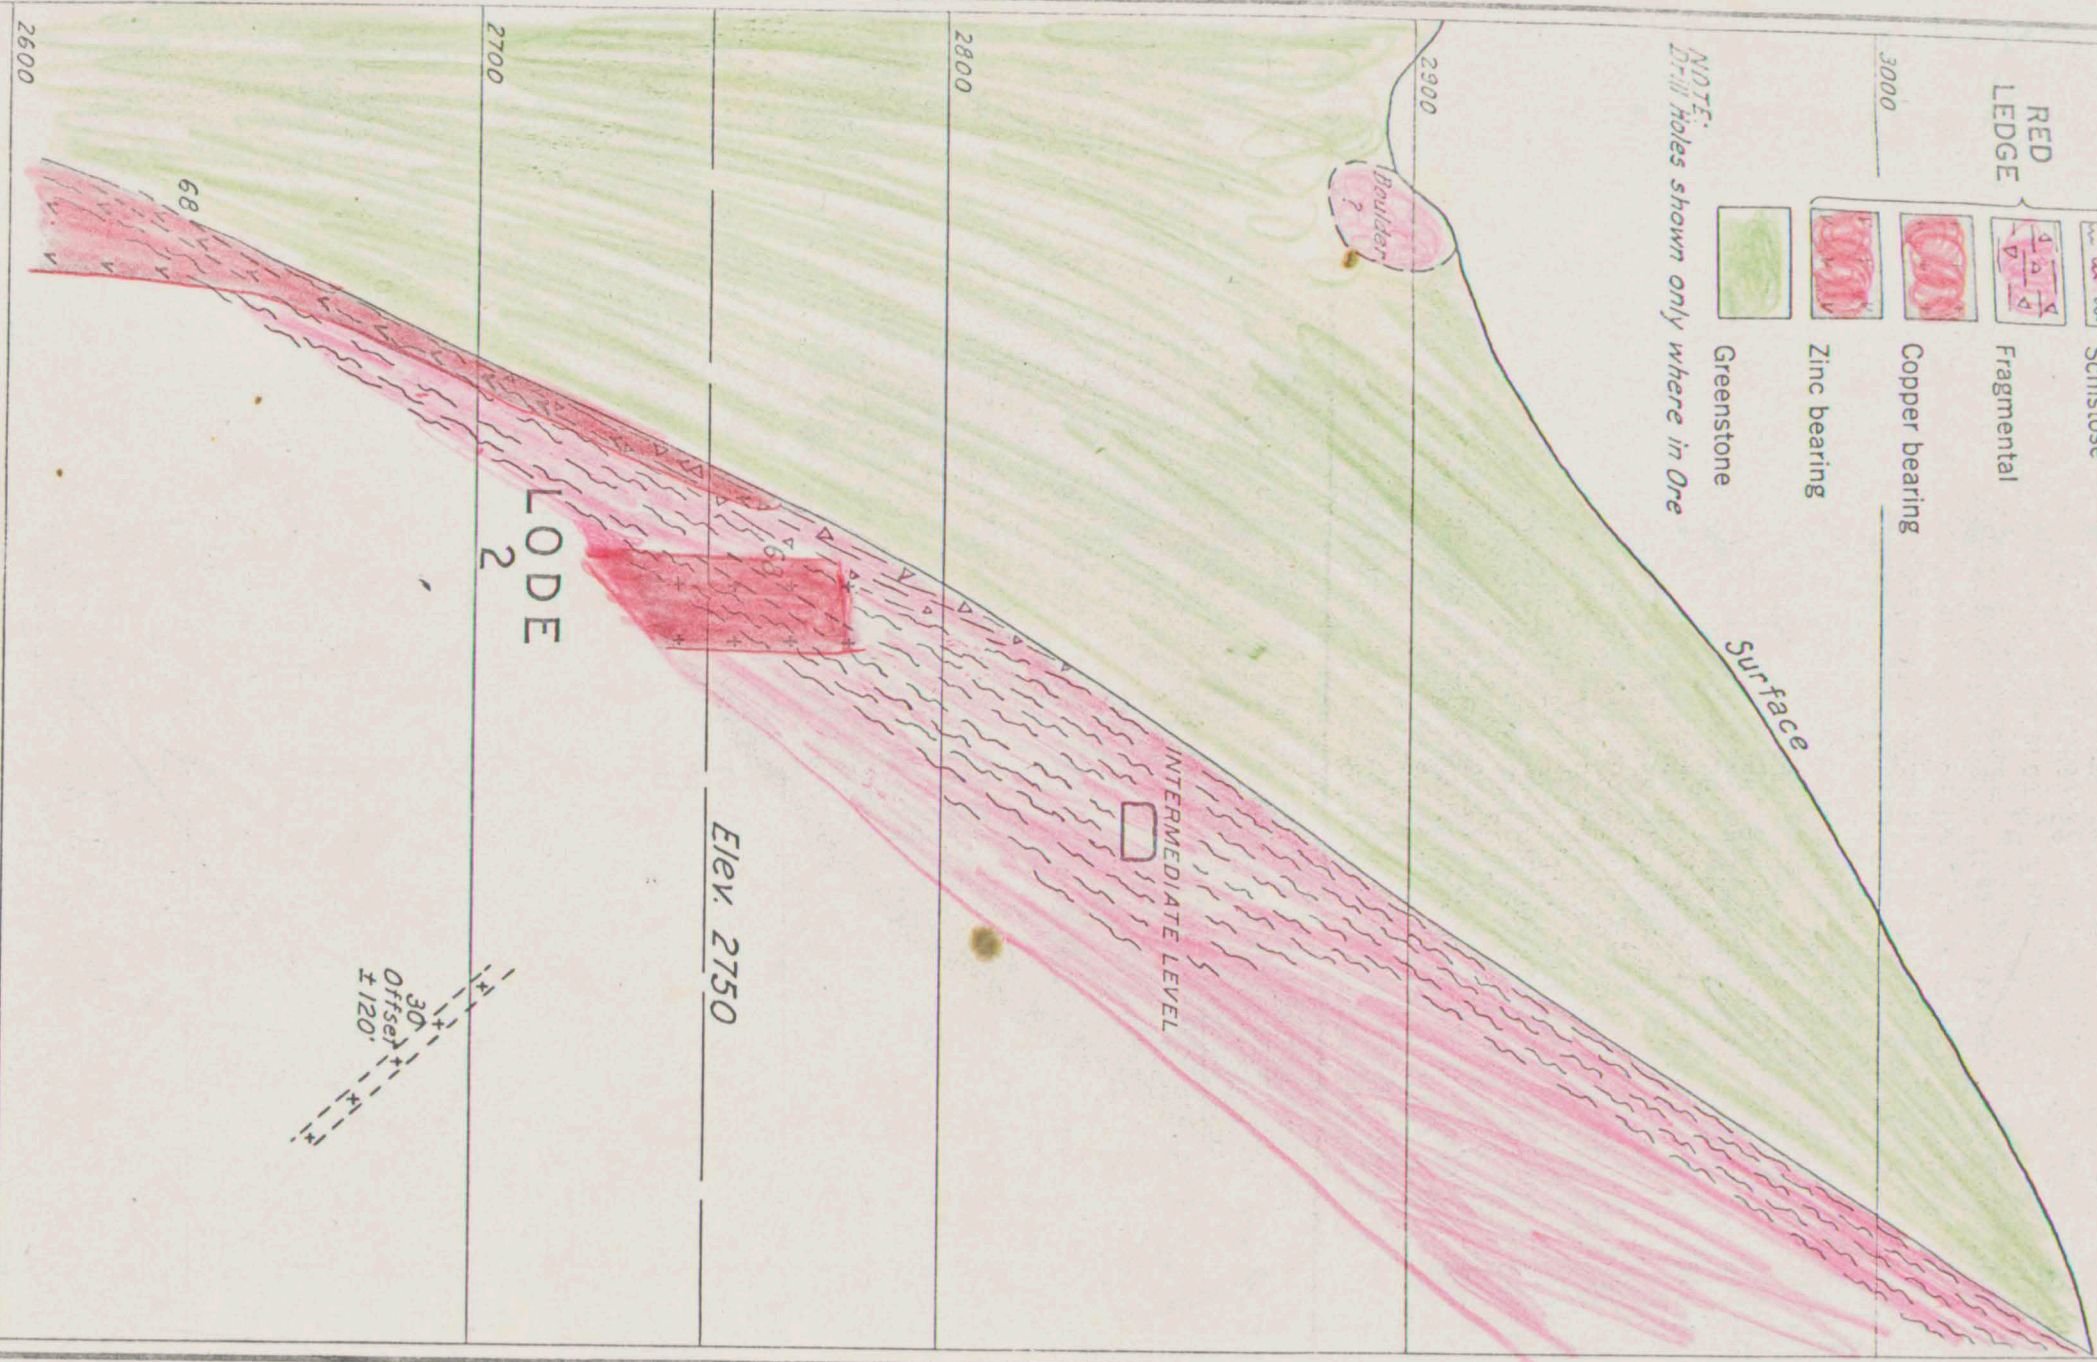 Schistose
RED
LEDGE
Fragmental
Copper bearing
Zinc bearing
Greenstone
NOTE:
Drill Holes shown only where in Ore
3000
2900
2800
2700
2600
Surface
Boulder
?
INTERMEDIATE LEVEL
Elev. 2750
69
68
LODE
2
30
Offset
± 120'